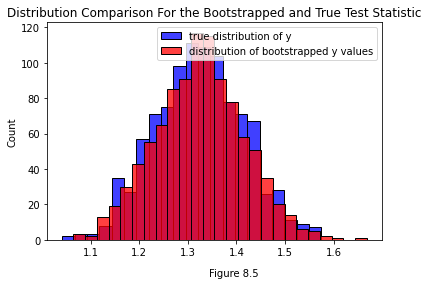 Distribution Comparison For the Bootstrapped and True Test Statistic
true distribution of y
distribution of bootstrapped y values
120
100
80
60
40
20
0
Count
1.1 1.2 1.3 1.4 1.5 1.6
Figure 8.5